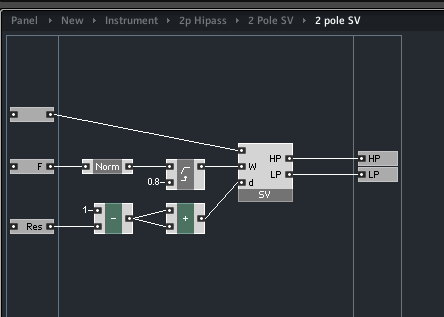 Panel New Instrument 2p Hipass 2 Pole SV 2 pole SV
HP HP
F Norm W LP LP
0.8 d
SV
1
Res - +